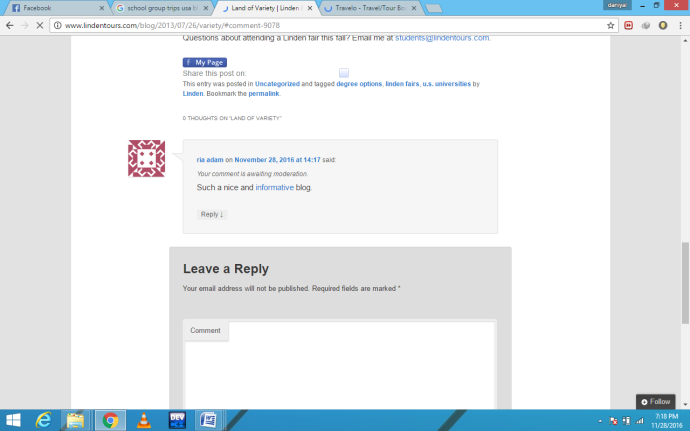 Facebook
school group trips usa bl
Land of Variety | Linden
Travelo - Travel/Tour Boo
daniyal
www.lindentours.com/blog/2013/07/26/variety/#comment-9078
Questions about attending a Linden fair this fall? Email me at students@lindentours.com.
My Page
Share this post on:
This entry was posted in Uncategorized and tagged degree options, linden fairs, u.s. universities by
Linden. Bookmark the permalink.
0 THOUGHTS ON "LAND OF VARIETY"
ria adam on November 28, 2016 at 14:17 said:
Your comment is awaiting moderation.
Such a nice and informative blog.
Reply ↓
Leave a Reply
Your email address will not be published. Required fields are marked *
Comment
Follow
7:18 PM
11/28/2016